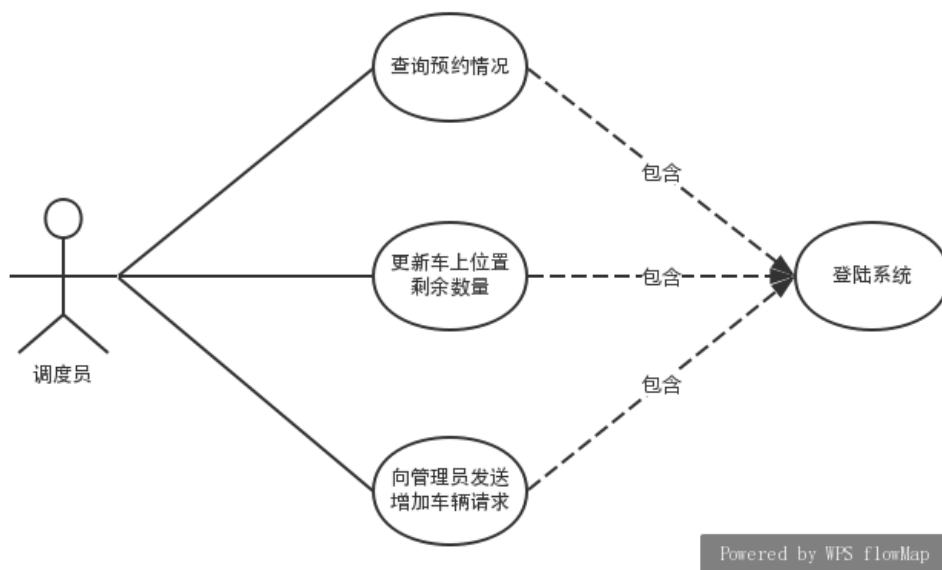 查询预约情况
包含
更新车上位置
剩余数量
包含
登陆系统
调度员
包含
向管理员发送
增加车辆请求
Powered by WPS flowMap